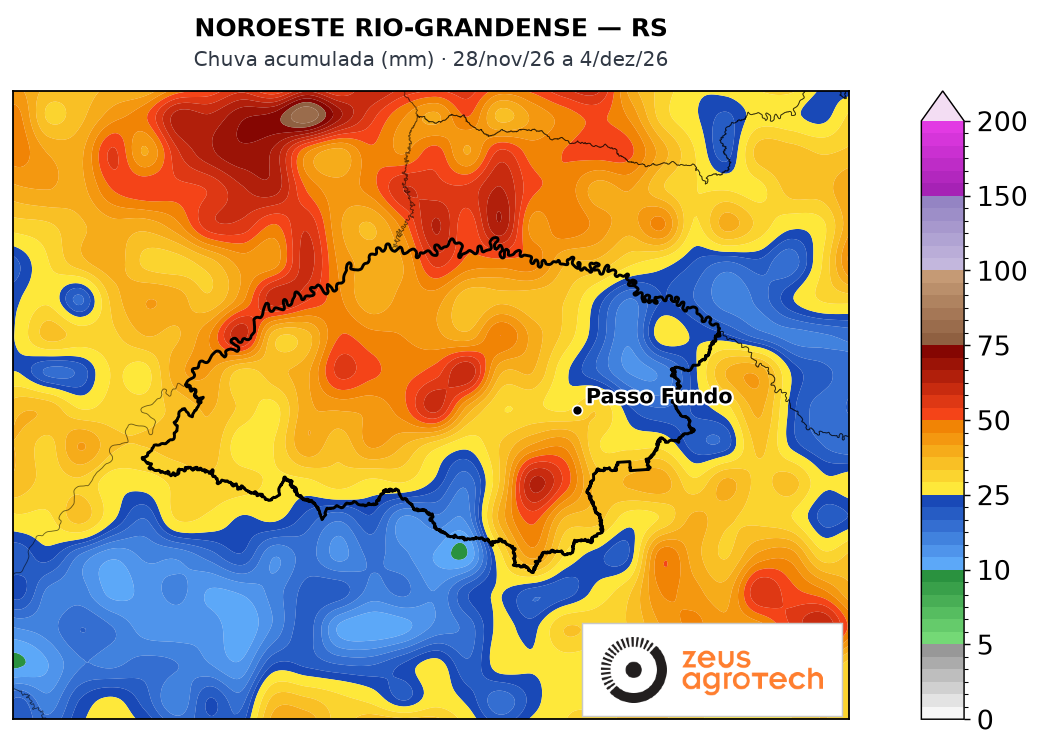 NOROESTE RIO-GRANDENSE — RS
Chuva acumulada (mm) · 28/nov/26 a 4/dez/26
Passo Fundo
200
150
100
75
50
25
10
5
0
zeus
agrotech